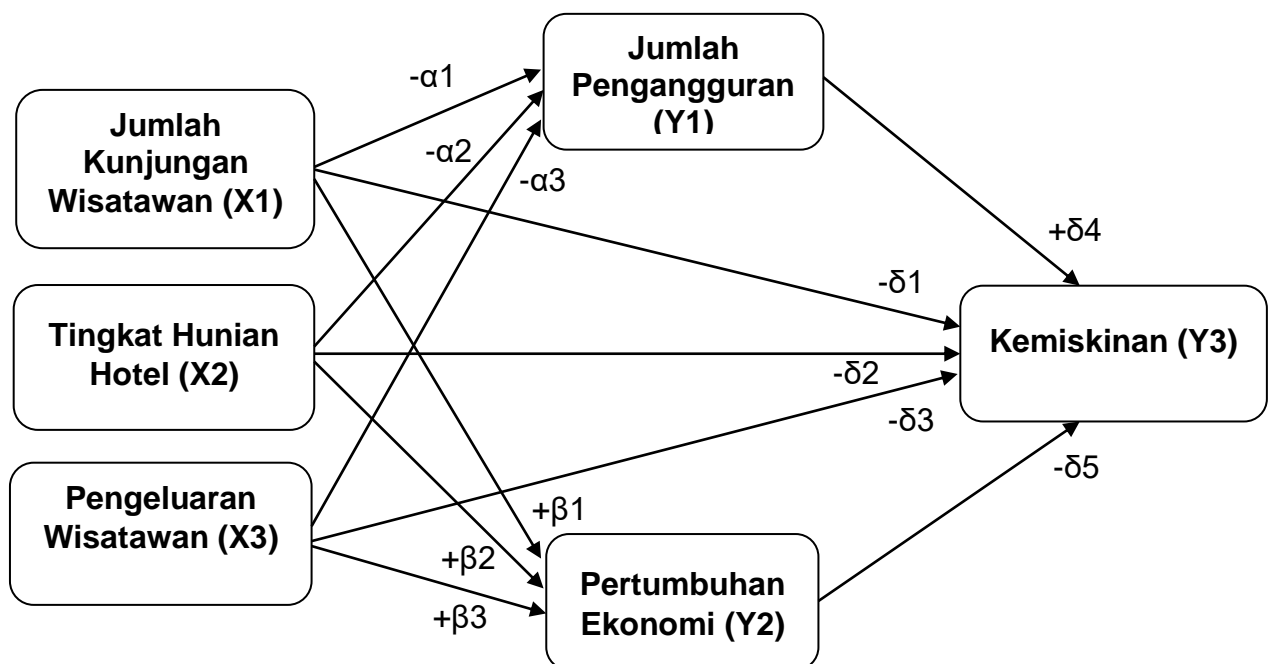 Jumlah
Kunjungan
Wisatawan (X1)
Tingkat Hunian
Hotel (X2)
Pengeluaran
Wisatawan (X3)
-α1
-α2
-α3
Jumlah
Pengangguran
(Y1)
+δ4
-δ1
-δ2
-δ3
Kemiskinan (Y3)
-δ5
+β1
+β2
+β3
Pertumbuhan
Ekonomi (Y2)